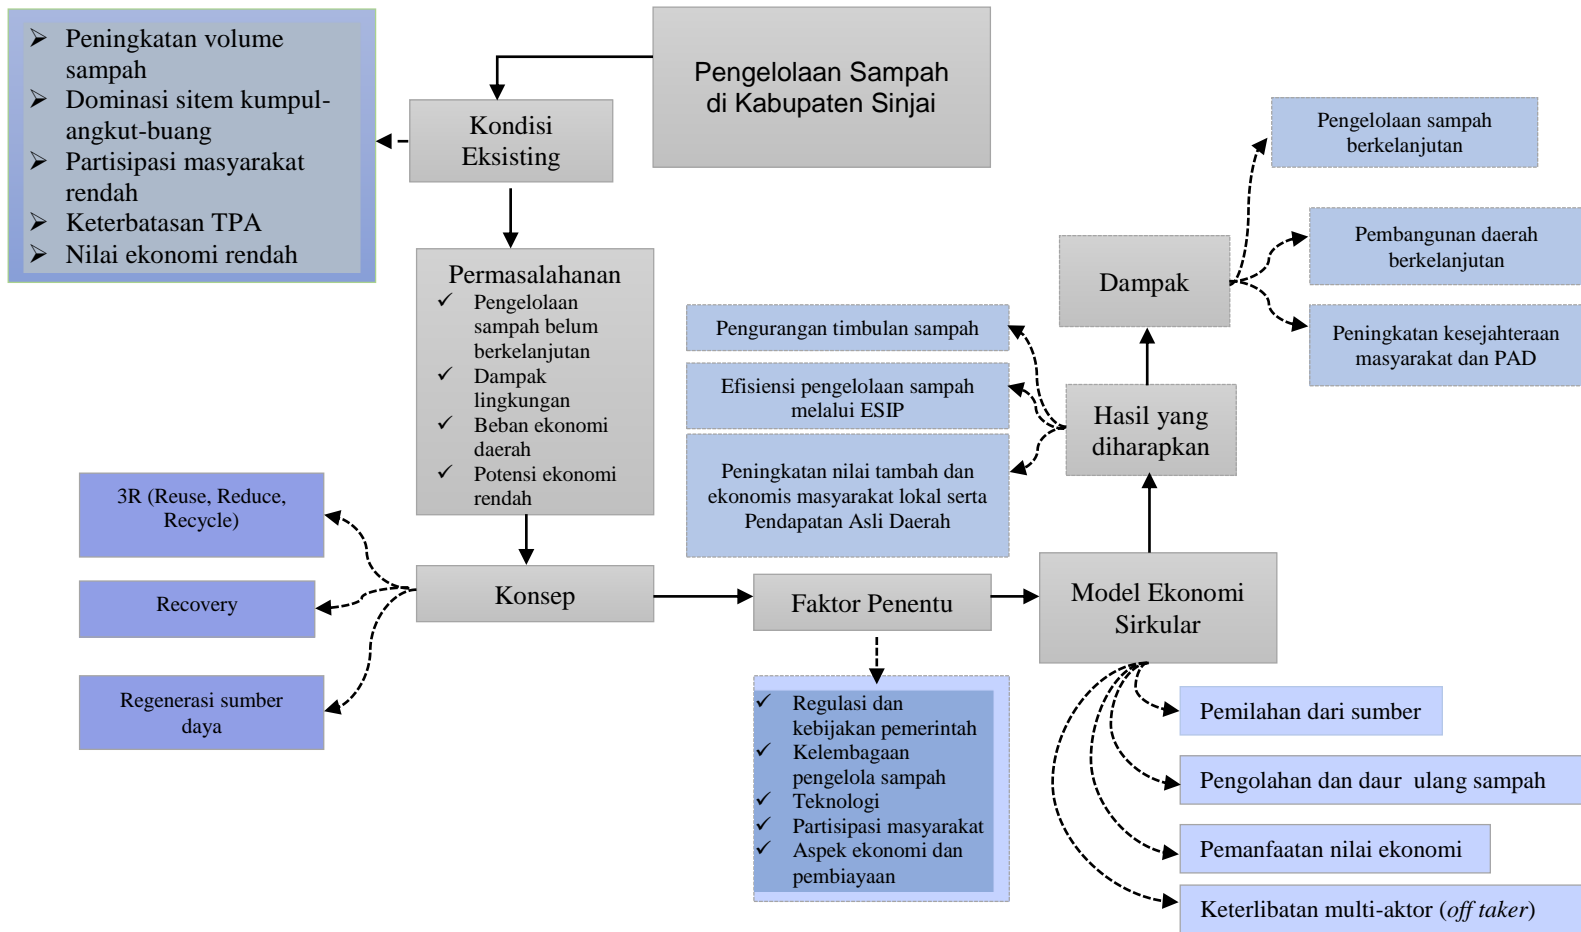 Pengelolaan Sampah
di Kabupaten Sinjai
Kondisi
Eksisting
➢ Peningkatan volume
sampah
➢ Dominasi sitem kumpul-
angkut-buang
➢ Partisipasi masyarakat
rendah
➢ Keterbatasan TPA
➢ Nilai ekonomi rendah
Permasalahanan
✓ Pengelolaan
sampah belum
berkelanjutan
✓ Dampak
lingkungan
✓ Beban ekonomi
daerah
✓ Potensi ekonomi
rendah
Konsep
3R (Reuse, Reduce,
Recycle)
Recovery
Regenerasi sumber
daya
Faktor Penentu
✓ Regulasi dan
kebijakan pemerintah
✓ Kelembagaan
pengelola sampah
✓ Teknologi
✓ Partisipasi masyarakat
✓ Aspek ekonomi dan
pembiayaan
Model Ekonomi
Sirkular
Pemilahan dari sumber
Pengolahan dan daur  ulang sampah
Pemanfaatan nilai ekonomi
Keterlibatan multi-aktor (off taker)
Hasil yang
diharapkan
Pengurangan timbulan sampah
Efisiensi pengelolaan sampah
melalui ESIP
Peningkatan nilai tambah dan
ekonomis masyarakat lokal serta
Pendapatan Asli Daerah
Dampak
Pengelolaan sampah
berkelanjutan
Pembangunan daerah
berkelanjutan
Peningkatan kesejahteraan
masyarakat dan PAD